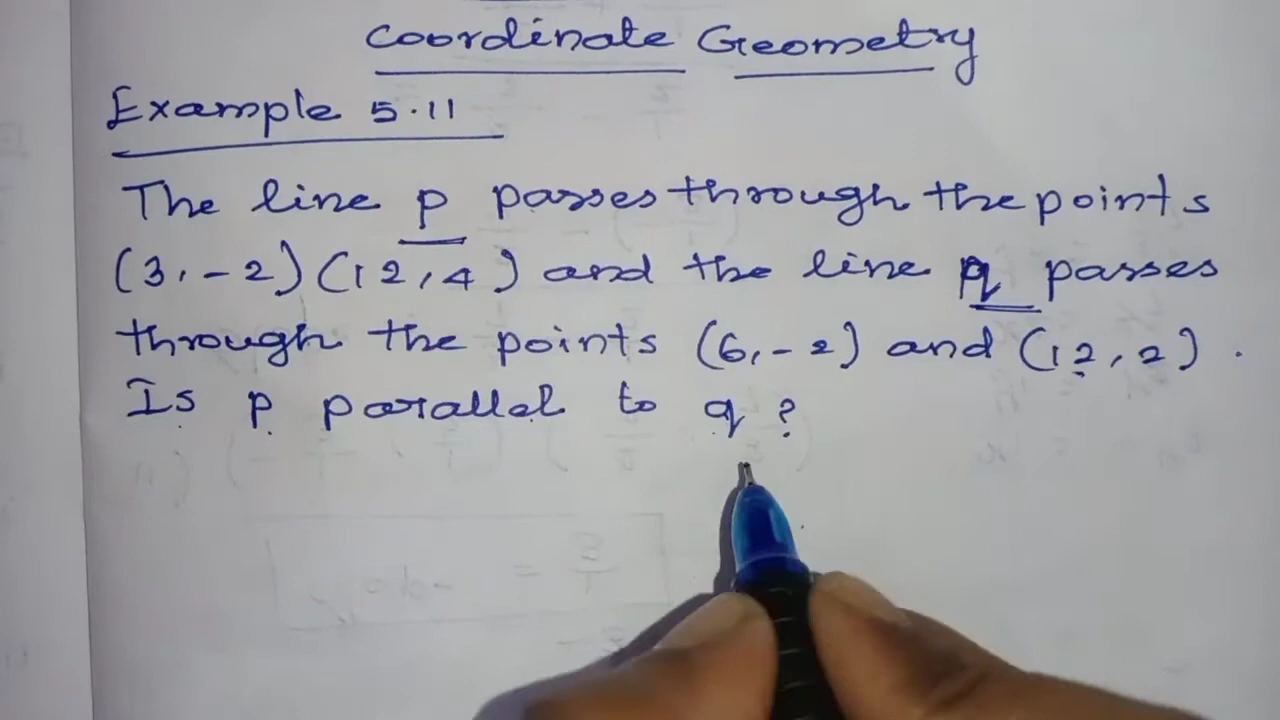 Coordinate Geometry
Example 5.11
The line p passes through the points
(3, -2) (12, 4) and the line q passes
through the points (6, -2) and (12, 2).
Is p parallel to q?